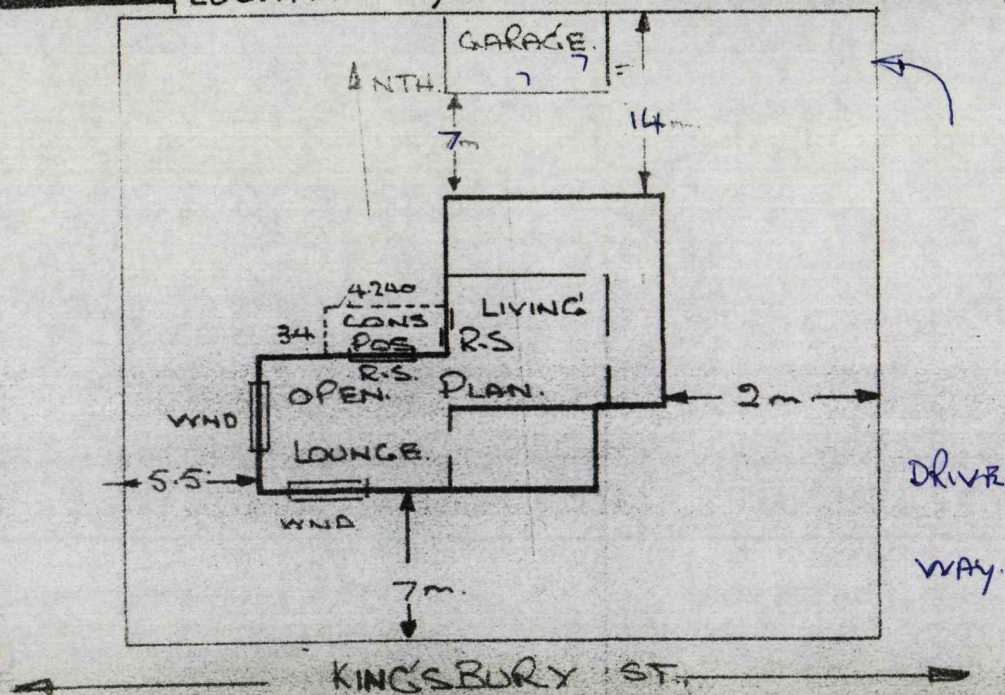 GARAGE.
7 7
NTH.
7m
14m
4.240
34
CONS
POS
R.S.
LIVING
R.S
OPEN. PLAN.
LOUNGE.
WND
WND
5.5
2m
7m.
DRIVE
WAY.
KINGSBURY ST.